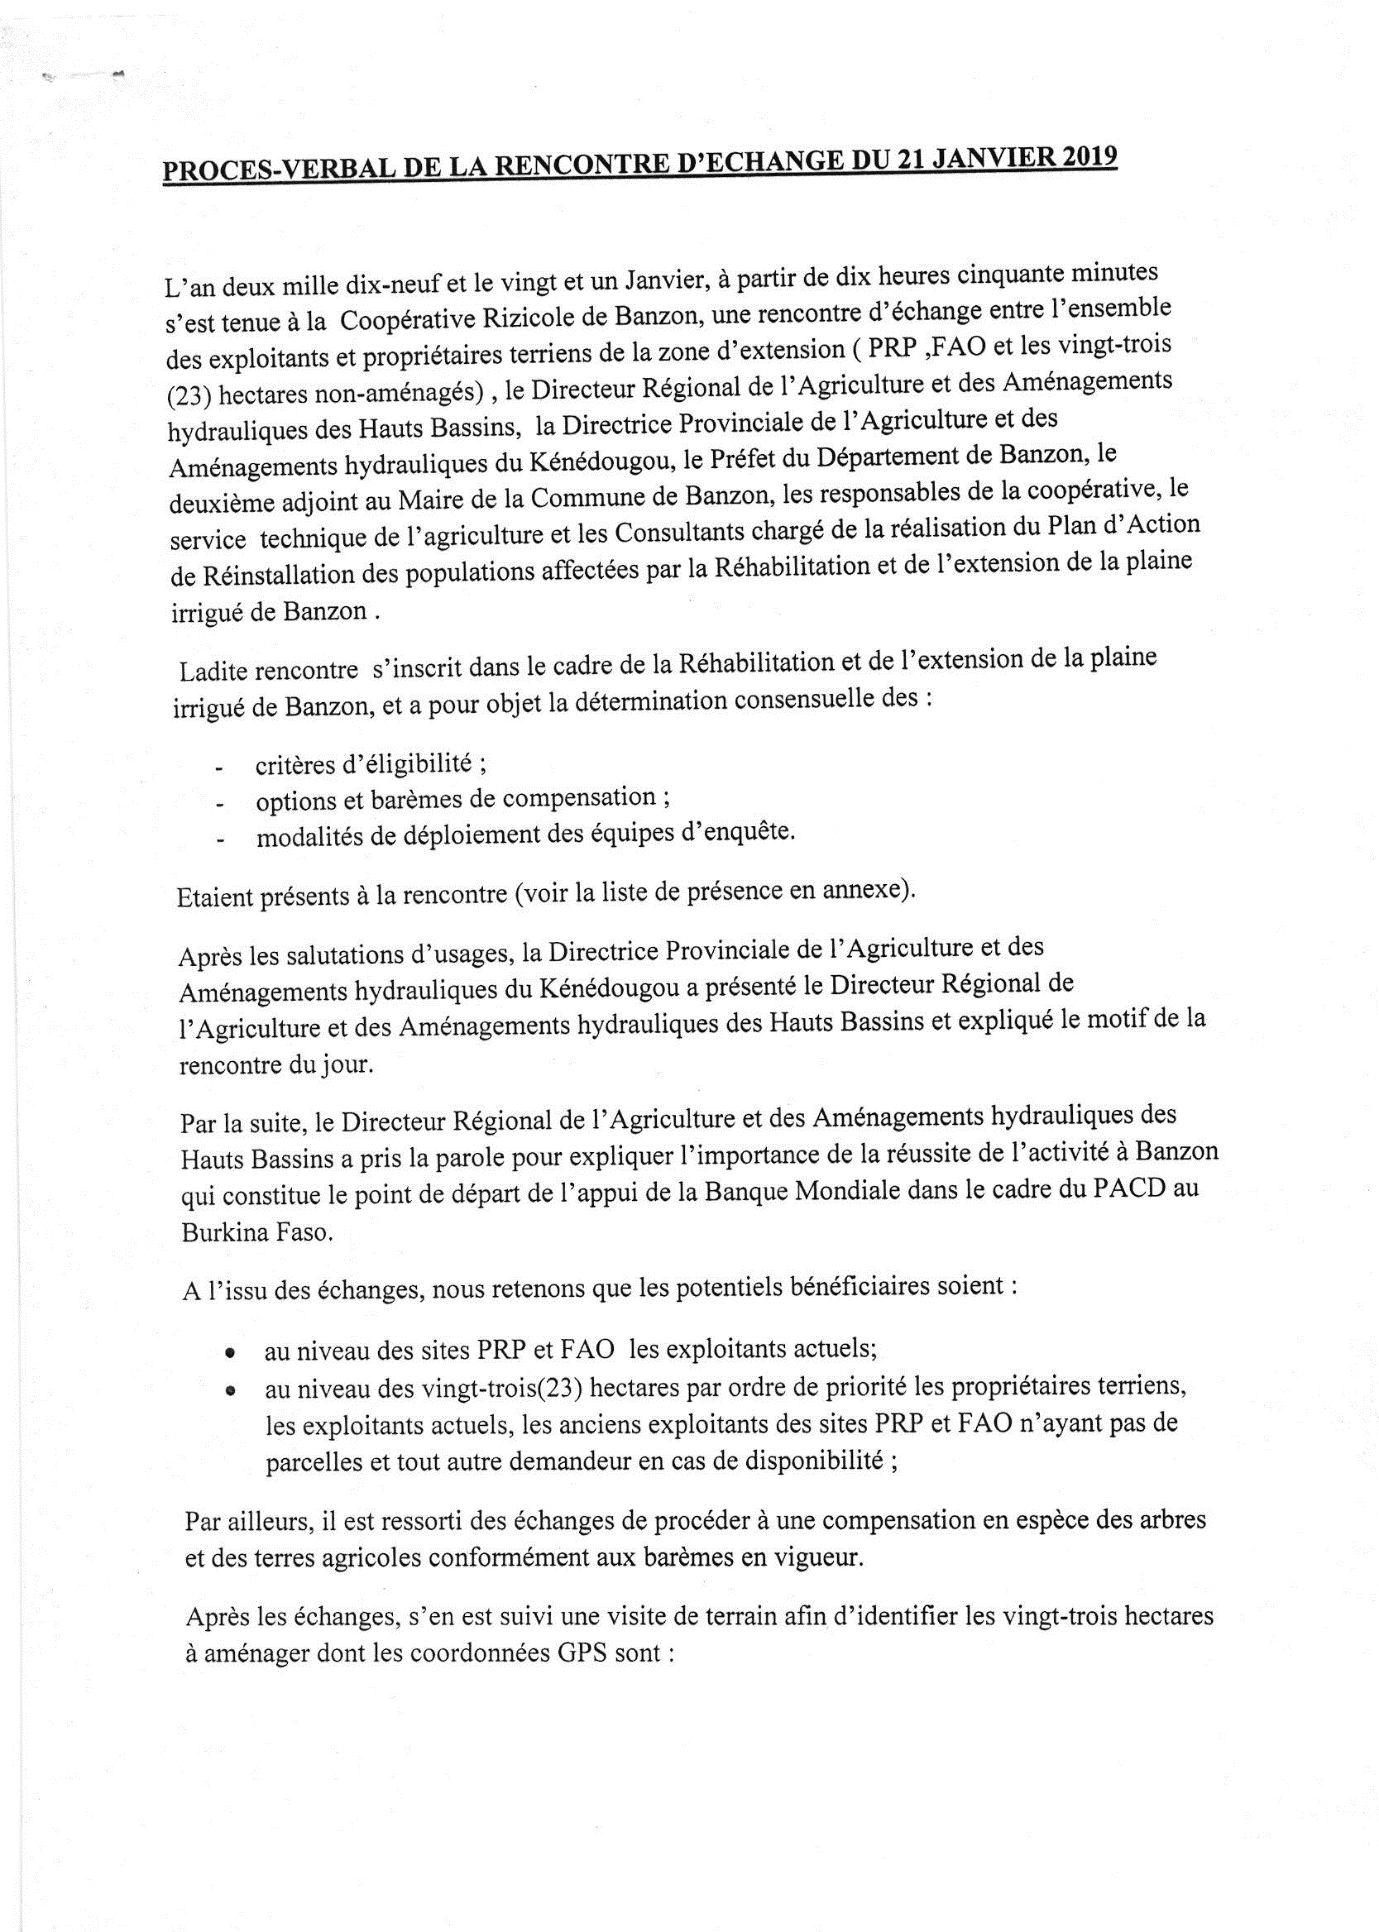 PROCES-VERBAL DE LA RENCONTRE D'ECHANGE DU 21 JANVIER 2019
L'an deux mille dix-neuf et le vingt et un Janvier, à partir de dix heures cinquante minutes
s'est tenue à la Coopérative Rizicole de Banzon, une rencontre d'échange entre l'ensemble
des exploitants et propriétaires terriens de la zone d'extension ( PRP ,FAO et les vingt-trois
(23) hectares non-aménagés) , le Directeur Régional de l'Agriculture et des Aménagements
hydrauliques des Hauts Bassins, la Directrice Provinciale de l'Agriculture et des
Aménagements hydrauliques du Kénédougou, le Préfet du Département de Banzon, le
deuxième adjoint au Maire de la Commune de Banzon, les responsables de la coopérative, le
service technique de l'agriculture et les Consultants chargé de la réalisation du Plan d'Action
de Réinstallation des populations affectées par la Réhabilitation et de l'extension de la plaine
irrigué de Banzon .
Ladite rencontre s'inscrit dans le cadre de la Réhabilitation et de l'extension de la plaine
irrigué de Banzon, et a pour objet la détermination consensuelle des :
- critères d'éligibilité ;
- options et barèmes de compensation ;
- modalités de déploiement des équipes d'enquête.
Etaient présents à la rencontre (voir la liste de présence en annexe).
Après les salutations d'usages, la Directrice Provinciale de l'Agriculture et des
Aménagements hydrauliques du Kénédougou a présenté le Directeur Régional de
l'Agriculture et des Aménagements hydrauliques des Hauts Bassins et expliqué le motif de la
rencontre du jour.
Par la suite, le Directeur Régional de l'Agriculture et des Aménagements hydrauliques des
Hauts Bassins a pris la parole pour expliquer l'importance de la réussite de l'activité à Banzon
qui constitue le point de départ de l'appui de la Banque Mondiale dans le cadre du PACD au
Burkina Faso.
A l'issu des échanges, nous retenons que les potentiels bénéficiaires soient :
• au niveau des sites PRP et FAO les exploitants actuels;
• au niveau des vingt-trois(23) hectares par ordre de priorité les propriétaires terriens,
les exploitants actuels, les anciens exploitants des sites PRP et FAO n'ayant pas de
parcelles et tout autre demandeur en cas de disponibilité ;
Par ailleurs, il est ressorti des échanges de procéder à une compensation en espèce des arbres
et des terres agricoles conformément aux barèmes en vigueur.
Après les échanges, s'en est suivi une visite de terrain afin d'identifier les vingt-trois hectares
à aménager dont les coordonnées GPS sont :